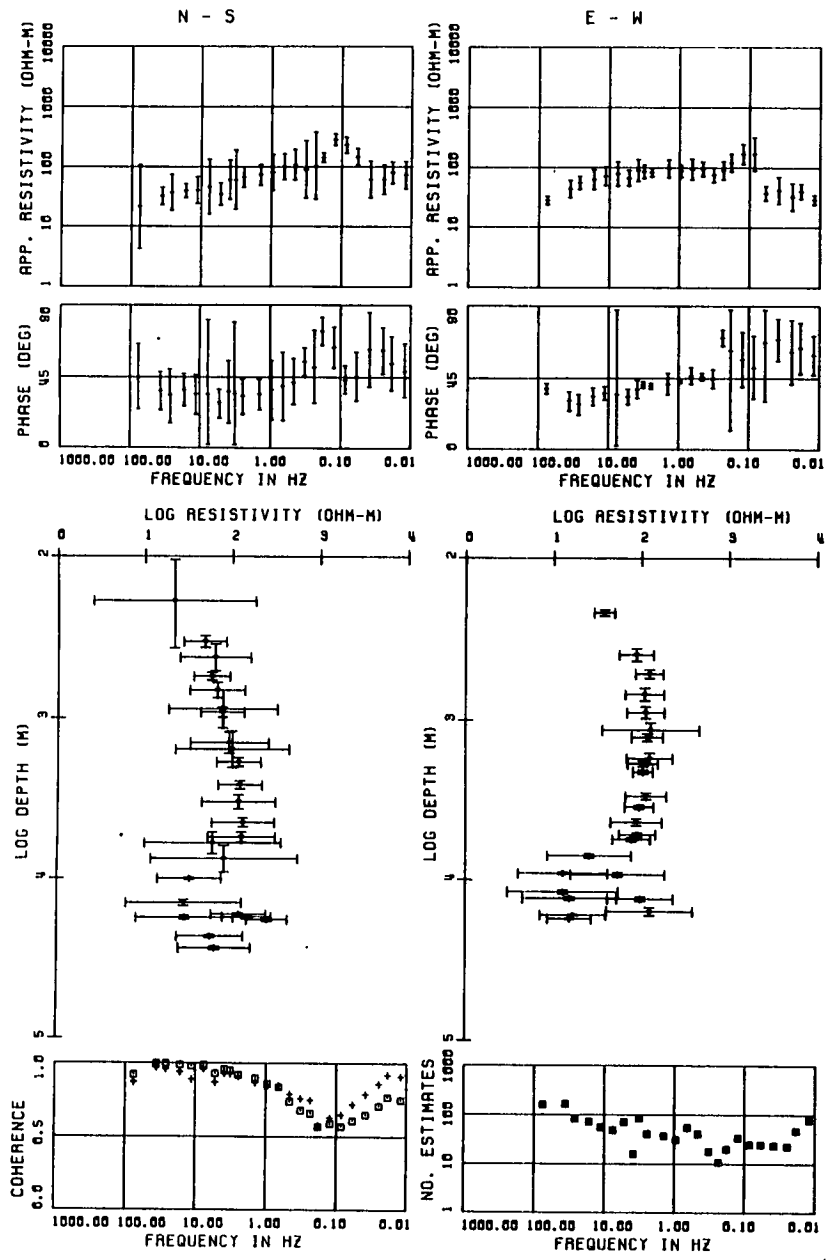 N - S
E - W
APP. RESISTIVITY (OHM-M)
10000
1000
100
10
1
APP. RESISTIVITY (OHM-M)
10000
1000
100
10
1
PHASE (DEG)
90
45
0
PHASE (DEG)
90
45
0
1000.00 100.00 10.00 1.00 0.10 0.01
FREQUENCY IN HZ
1000.00 100.00 10.00 1.00 0.10 0.01
FREQUENCY IN HZ
LOG RESISTIVITY (OHM-M)
0 1 2 3 4
LOG RESISTIVITY (OHM-M)
0 1 2 3 4
LOG DEPTH (M)
2
3
4
5
LOG DEPTH (M)
2
3
4
5
COHERENCE
1.0
0.5
0.0
NO. ESTIMATES
1000
100
10
1
1000.00 100.00 10.00 1.00 0.10 0.01
FREQUENCY IN HZ
1000.00 100.00 10.00 1.00 0.10 0.01
FREQUENCY IN HZ